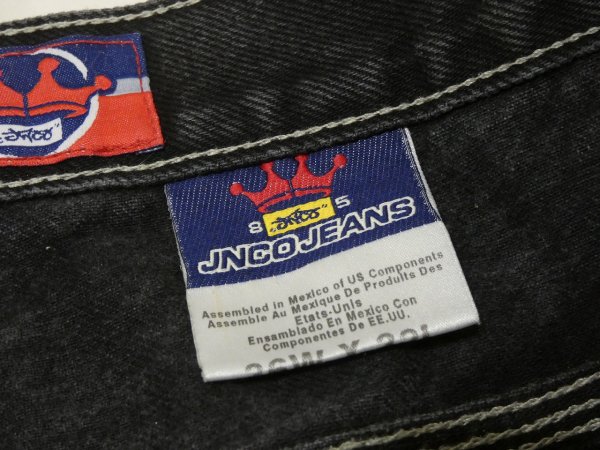 JNCO
8 JNCO 5
JNCOJEANS
Assembled in Mexico of US Components
Assemble Au Mexique De Produits Des
Etats-Unis
Ensamblado En Mexico Con
Componentes De EE.UU.